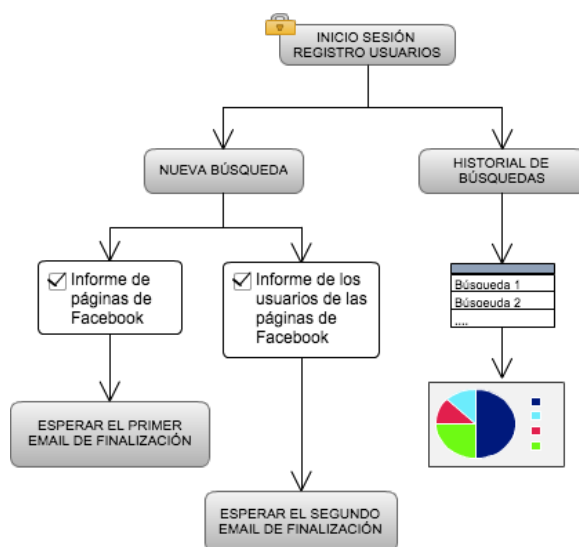 INICIO SESIÓN
REGISTRO USUARIOS
NUEVA BÚSQUEDA
HISTORIAL DE
BÚSQUEDAS
Informe de
páginas de
Facebook
Informe de los
usuarios de las
páginas de
Facebook
Búsqueda 1
Búsqeuda 2
....
ESPERAR EL PRIMER
EMAIL DE FINALIZACIÓN
ESPERAR EL SEGUNDO
EMAIL DE FINALIZACIÓN